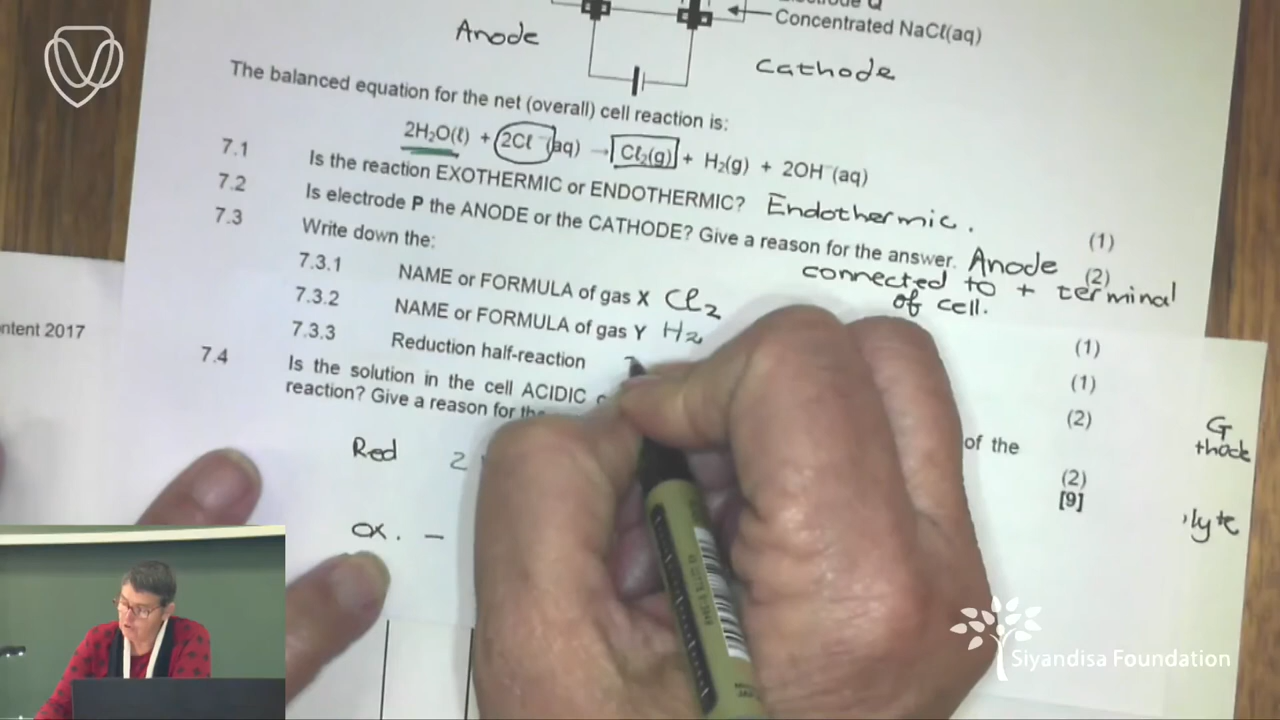 Concentrated NaCℓ(aq)
Anode
Cathode
The balanced equation for the net (overall) cell reaction is:
2H₂O(ℓ) + 2Cℓ⁻(aq) → Cℓ₂(g) + H₂(g) + 2OH⁻(aq)
7.1 Is the reaction EXOTHERMIC or ENDOTHERMIC? Endothermic. (1)
7.2 Is electrode P the ANODE or the CATHODE? Give a reason for the answer. Anode (2)
connected to + terminal
of cell.
7.3 Write down the:
7.3.1 NAME or FORMULA of gas X Cl₂ (1)
7.3.2 NAME or FORMULA of gas Y H₂ (1)
7.3.3 Reduction half-reaction (2)
7.4 Is the solution in the cell ACIDIC of the
reaction? Give a reason for the (2)
[9]
ntent 2017
Red 2
Ox. –
G
thode
lyte
Siyandisa Foundation